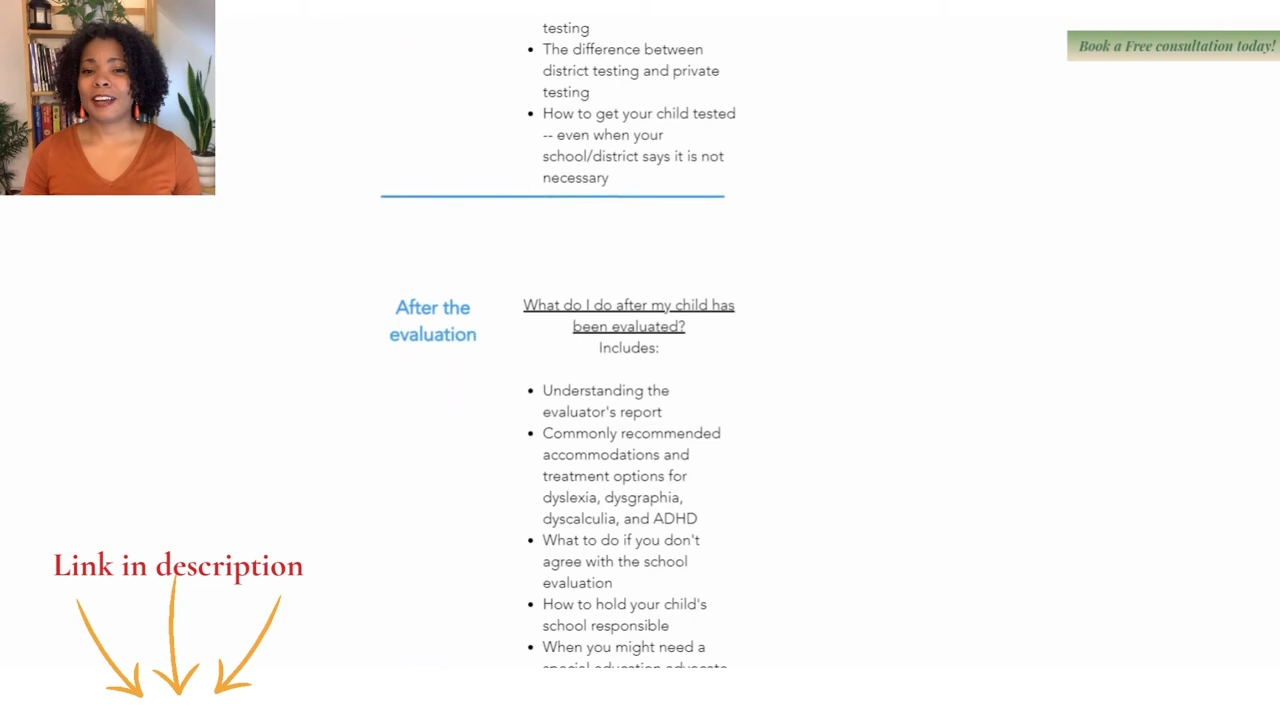 testing
• The difference between
district testing and private
testing
• How to get your child tested
-- even when your
school/district says it is not
necessary
Book a Free consultation today!
After the
evaluation
What do I do after my child has
been evaluated?
Includes:
• Understanding the
evaluator's report
• Commonly recommended
accommodations and
treatment options for
dyslexia, dysgraphia,
dyscalculia, and ADHD
• What to do if you don't
agree with the school
evaluation
• How to hold your child's
school responsible
• When you might need a
special education advocate
Link in description